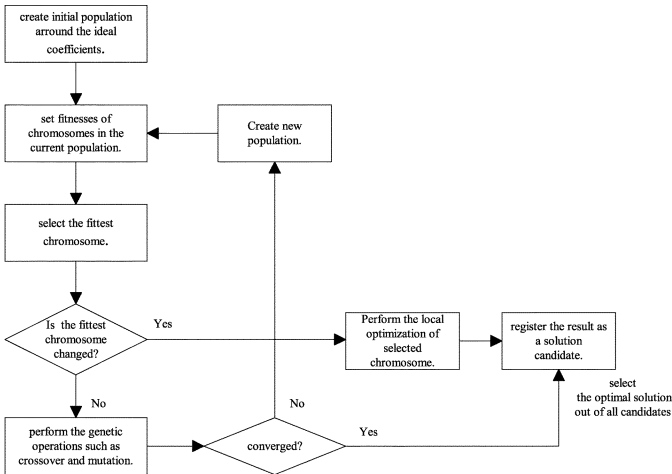 create initial population
arround the ideal
coefficients.
set fitnesses of
chromosomes in the
current population.
Create new
population.
select the fittest
chromosome.
Is the fittest
chromosome
changed?
Yes
Perform the local
optimization of
selected
chromosome.
register the result as
a solution
candidate.
select
the optimal solution
out of all candidates
No
No
perform the genetic
operations such as
crossover and mutation.
converged?
Yes